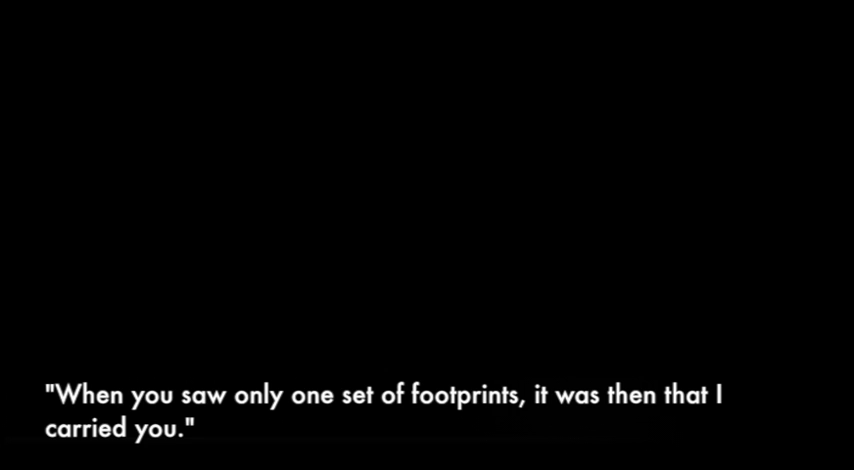 "When you saw only one set of footprints, it was then that I
carried you."